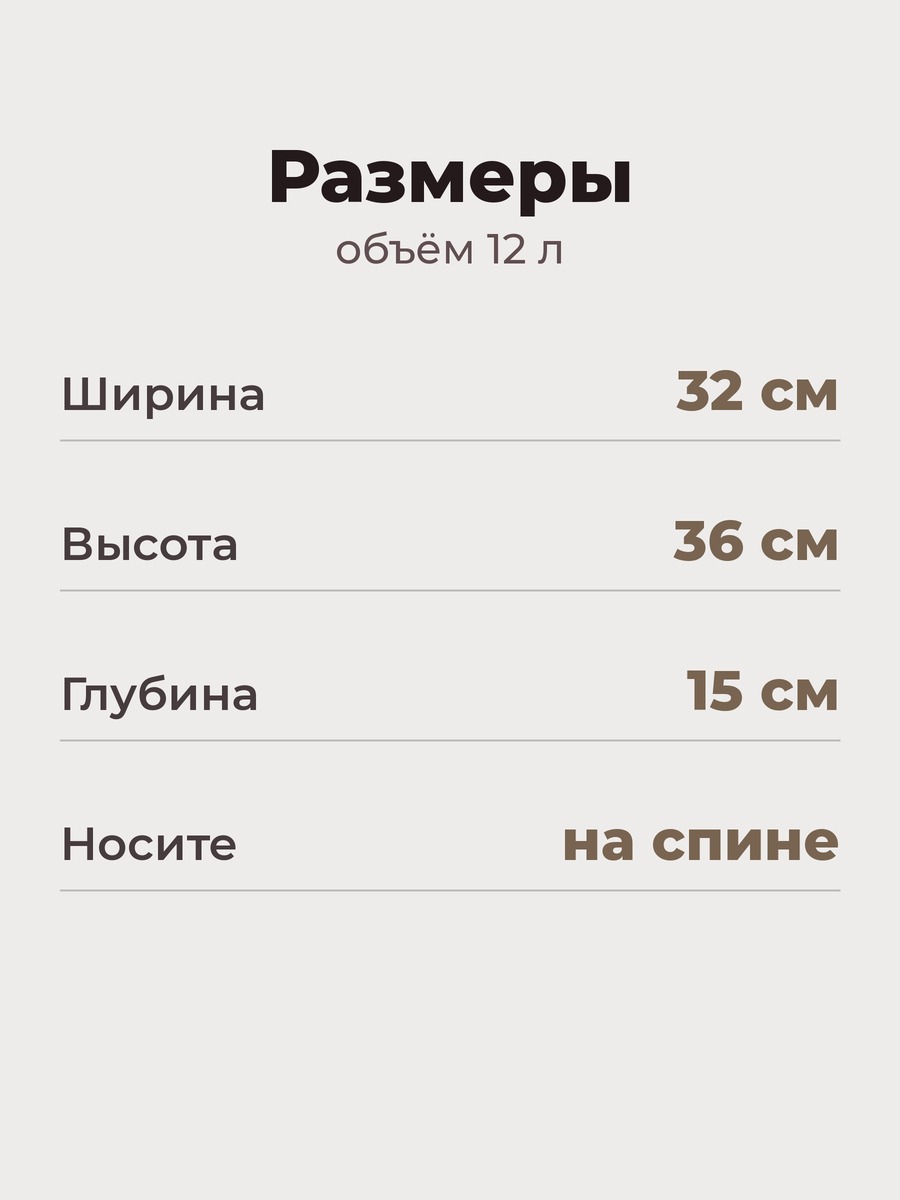 Размеры
объём 12 л
Ширина 32 см
Высота 36 см
Глубина 15 см
Носите на спине